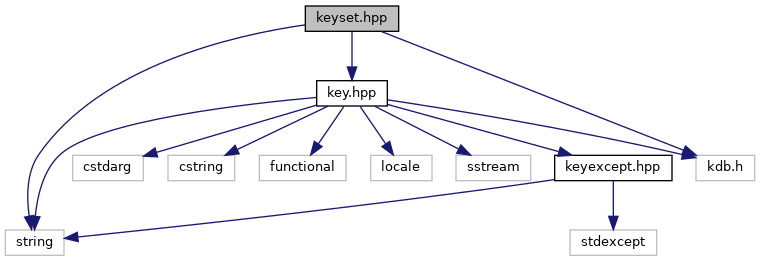 keyset.hpp
key.hpp
cstdarg
cstring
functional
locale
sstream
keyexcept.hpp
kdb.h
string
stdexcept